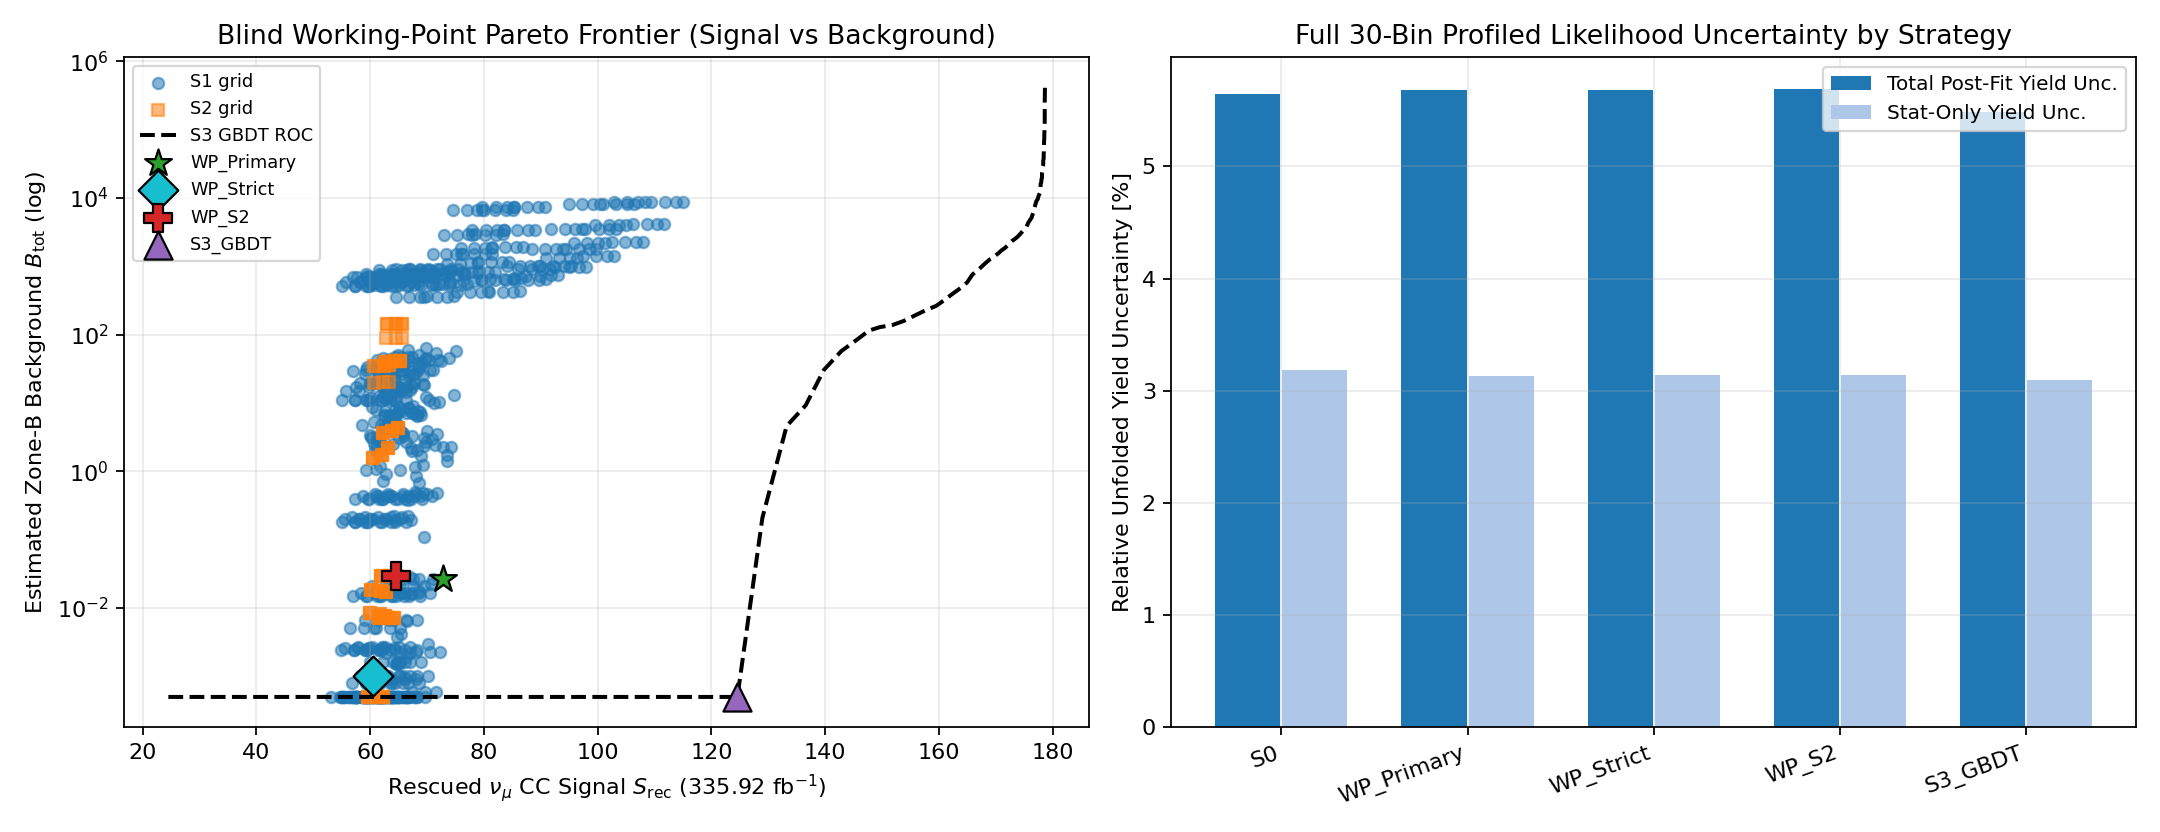 Blind Working-Point Pareto Frontier (Signal vs Background)
S1 grid
S2 grid
S3 GBDT ROC
WP_Primary
WP_Strict
WP_S2
S3_GBDT
Estimated Zone-B Background B_tot (log)
10^6
10^4
10^2
10^0
10^−2
20 40 60 80 100 120 140 160 180
Rescued ν_μ CC Signal S_rec (335.92 fb^−1)
Full 30-Bin Profiled Likelihood Uncertainty by Strategy
Total Post-Fit Yield Unc.
Stat-Only Yield Unc.
Relative Unfolded Yield Uncertainty [%]
5
4
3
2
1
0
S0 WP_Primary WP_Strict WP_S2 S3_GBDT